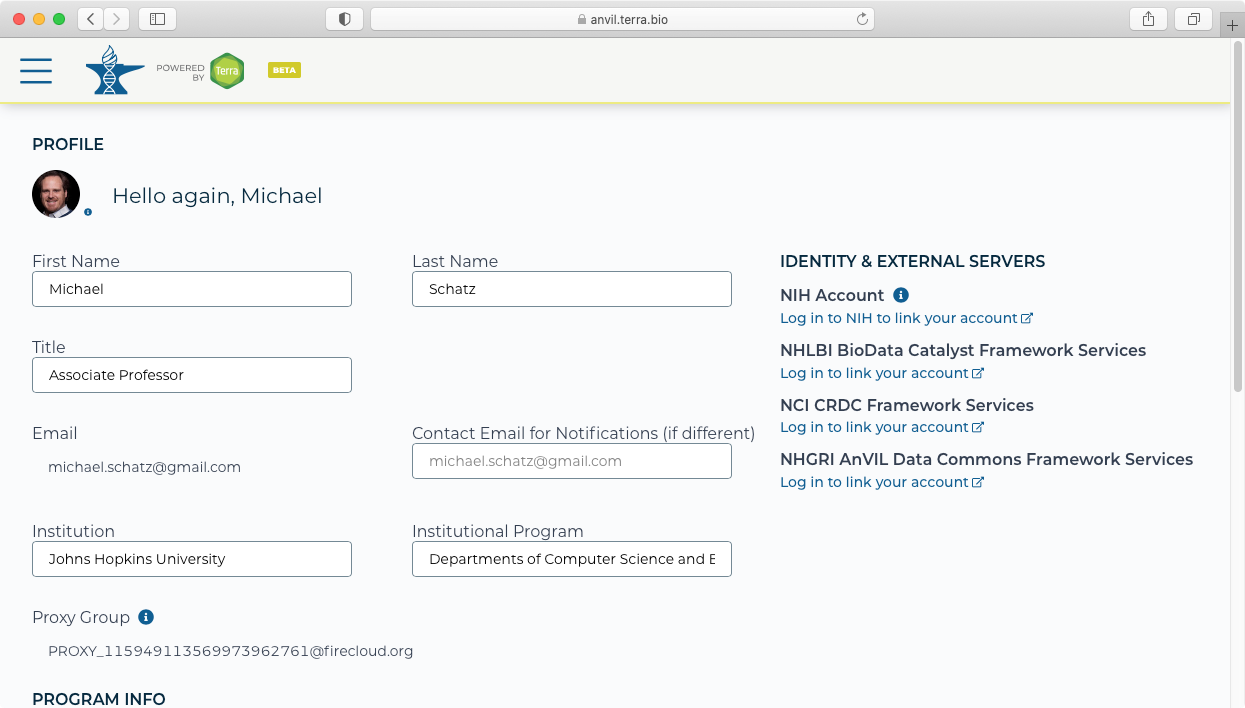 anvil.terra.bio
POWERED
BY
Terra
BETA
PROFILE
Hello again, Michael
First Name
Last Name
Michael
Schatz
Title
Associate Professor
Email
Contact Email for Notifications (if different)
michael.schatz@gmail.com
michael.schatz@gmail.com
Institution
Institutional Program
Johns Hopkins University
Departments of Computer Science and B
Proxy Group
PROXY_115949113569973962761@firecloud.org
PROGRAM INFO
IDENTITY & EXTERNAL SERVERS
NIH Account
Log in to NIH to link your account
NHLBI BioData Catalyst Framework Services
Log in to link your account
NCI CRDC Framework Services
Log in to link your account
NHGRI AnVIL Data Commons Framework Services
Log in to link your account